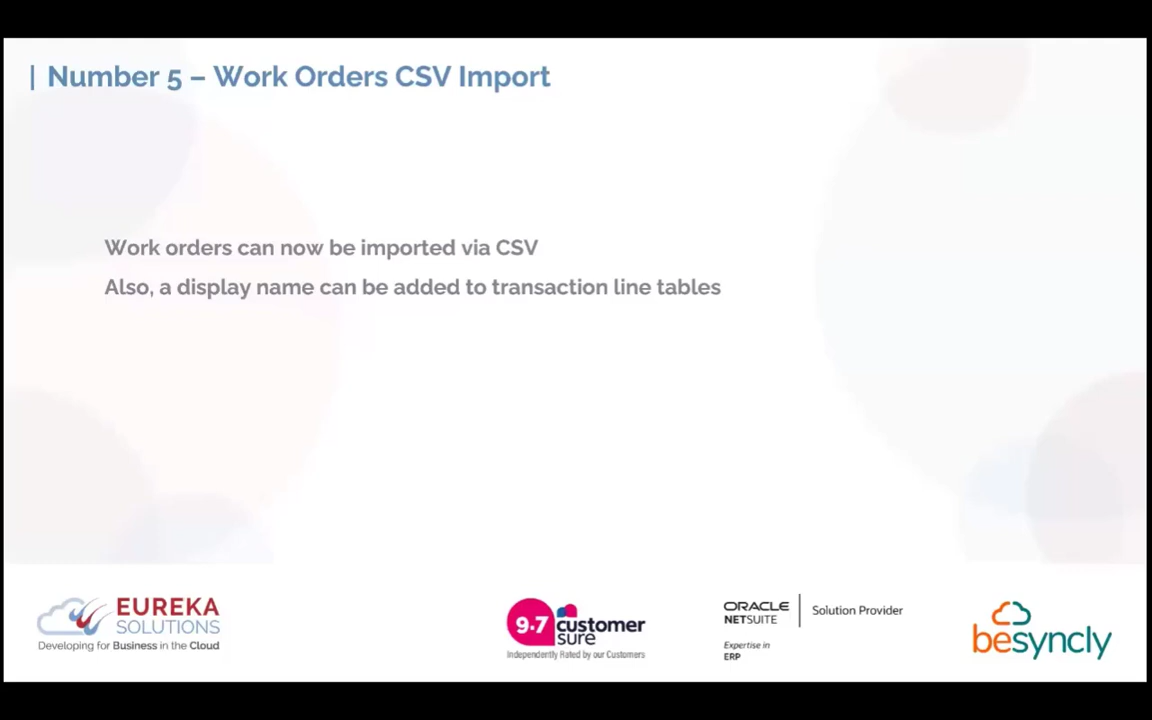 | Number 5 – Work Orders CSV Import
Work orders can now be imported via CSV
Also, a display name can be added to transaction line tables
EUREKA
SOLUTIONS
Developing for Business in the Cloud
9.7 customer
sure
Independently Rated by our Customers
ORACLE
NETSUITE
Solution Provider
Expertise in
ERP
besyncly